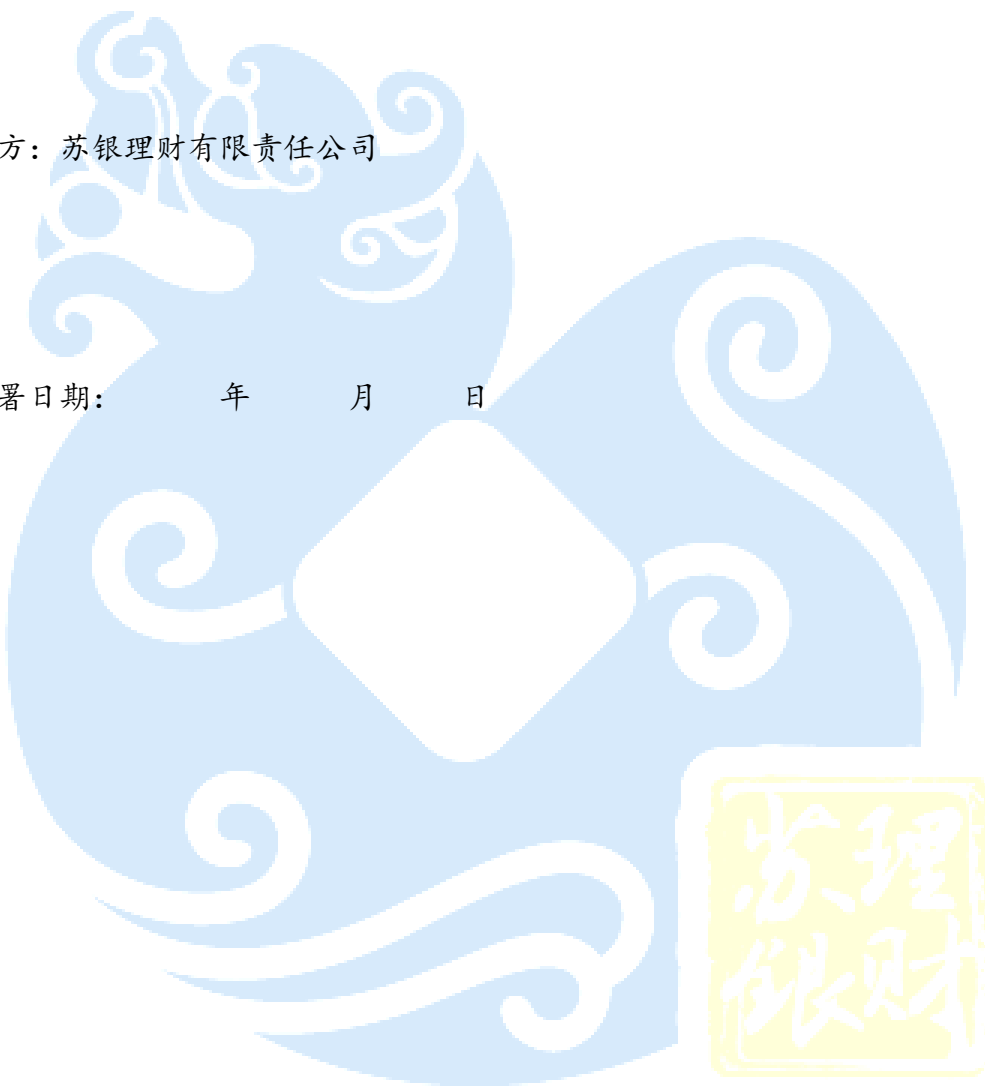 方：苏银理财有限责任公司
署日期： 年 月 日
苏理
银财